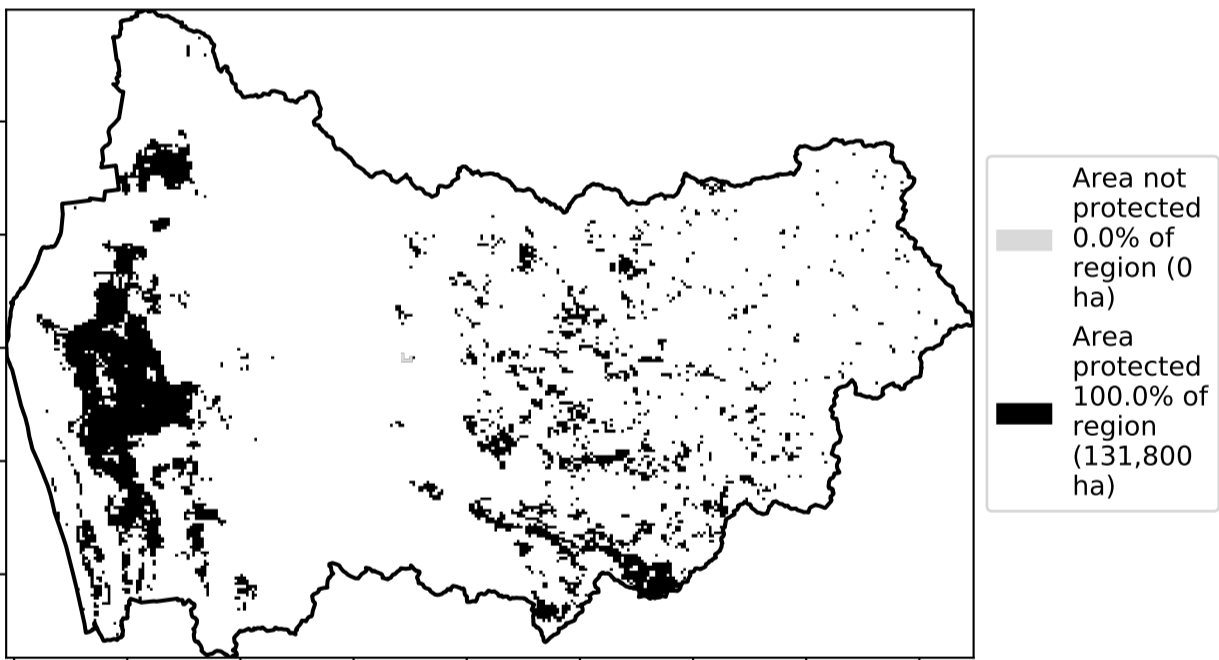 Area not
protected
0.0% of
region (0
ha)
Area
protected
100.0% of
region
(131,800
ha)